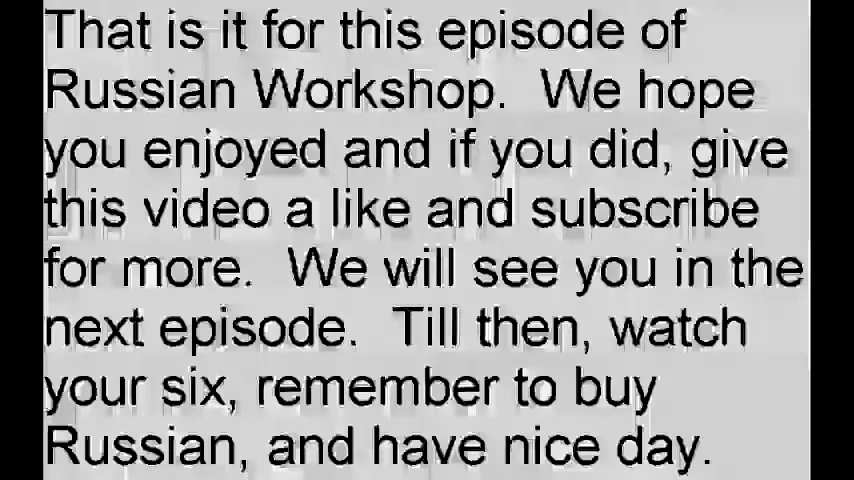 That is it for this episode of
Russian Workshop.  We hope
you enjoyed and if you did, give
this video a like and subscribe
for more.  We will see you in the
next episode.  Till then, watch
your six, remember to buy
Russian, and have nice day.